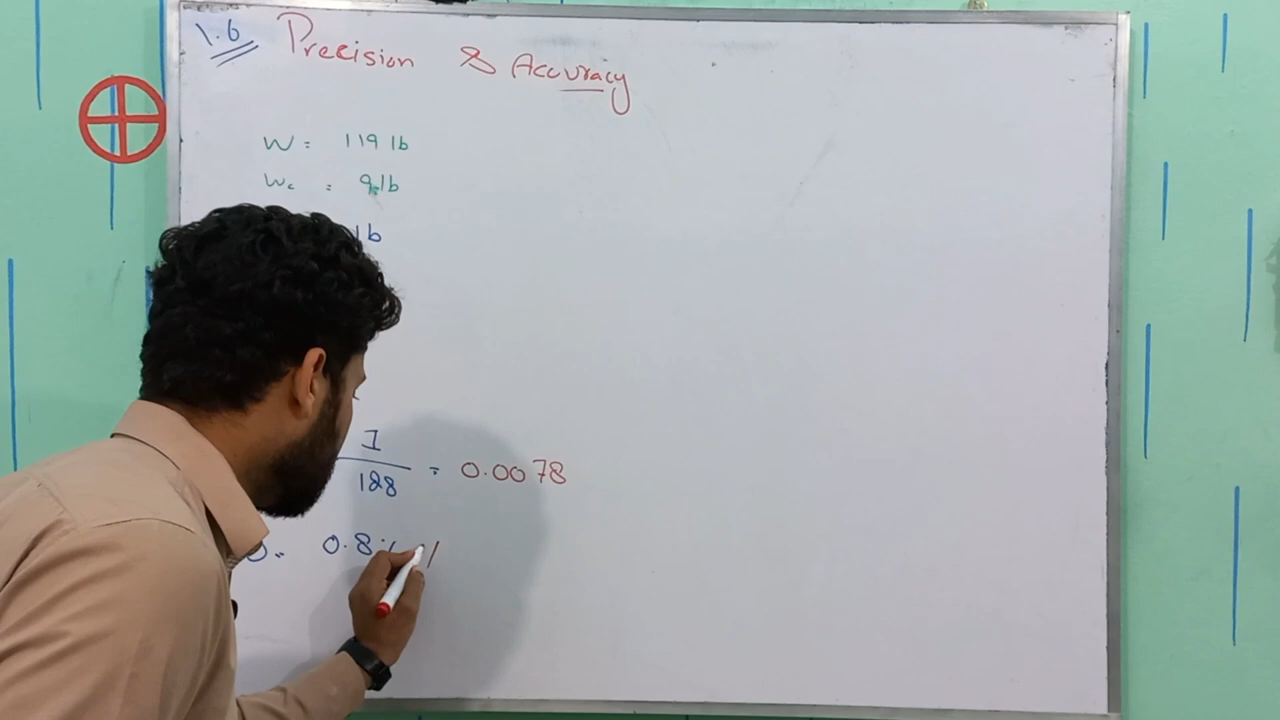 1.6 Precision & Accuracy
W = 119 lb
Wc = 9 lb
lb
1
128 = 0.0078
0.8%